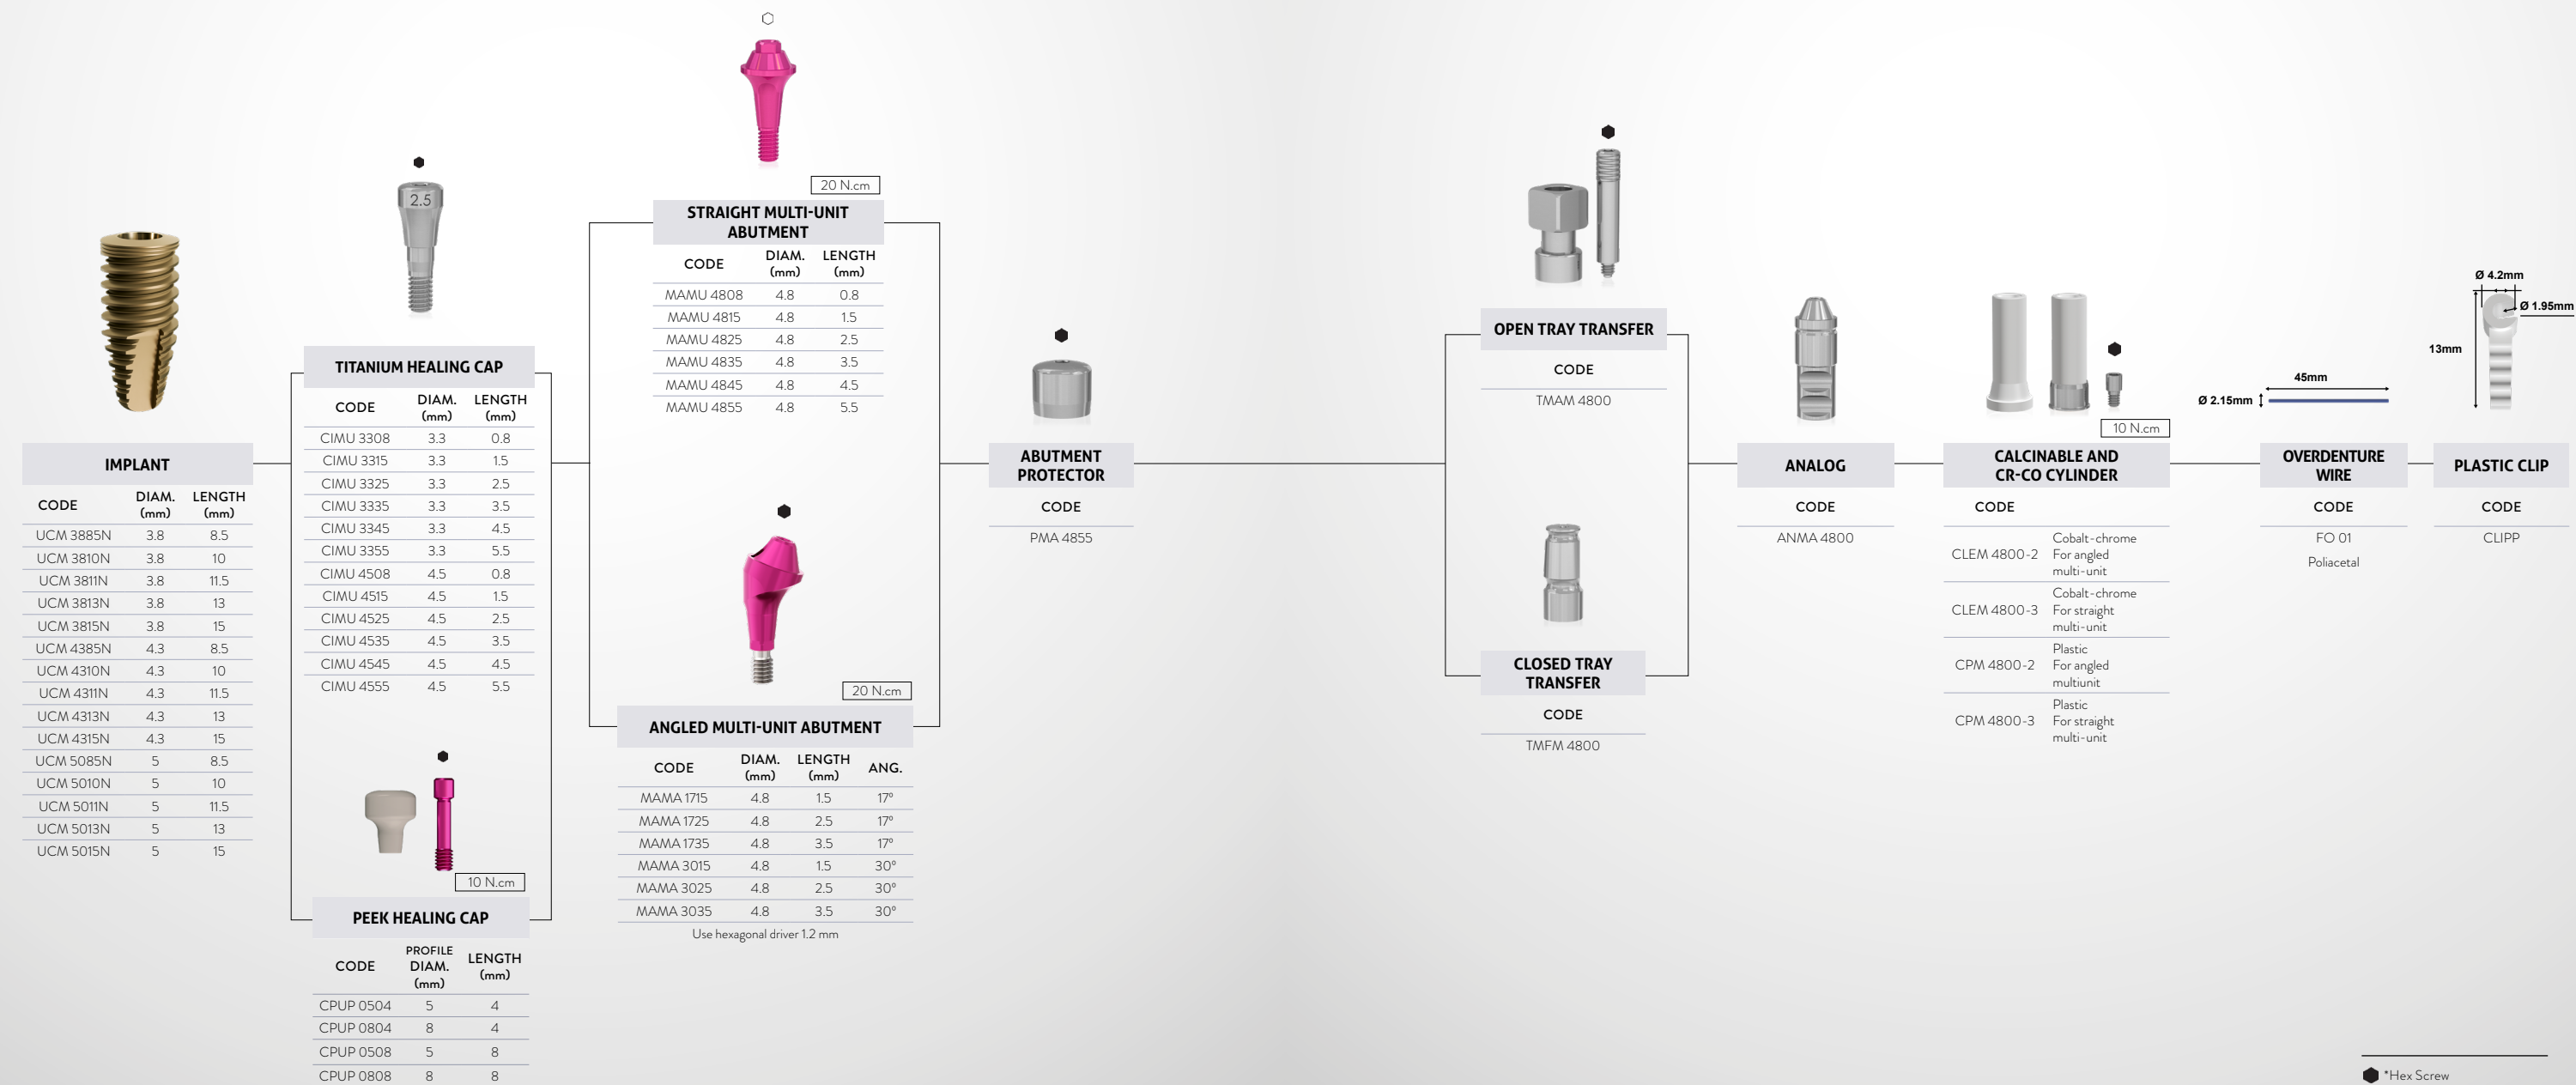 2.5
20 N.cm
STRAIGHT MULTI-UNIT
ABUTMENT
CODE DIAM. (mm) LENGTH (mm)
MAMU 4808 4.8 0.8
MAMU 4815 4.8 1.5
MAMU 4825 4.8 2.5
MAMU 4835 4.8 3.5
MAMU 4845 4.8 4.5
MAMU 4855 4.8 5.5
IMPLANT
CODE DIAM. (mm) LENGTH (mm)
UCM 3885N 3.8 8.5
UCM 3810N 3.8 10
UCM 3811N 3.8 11.5
UCM 3813N 3.8 13
UCM 3815N 3.8 15
UCM 4385N 4.3 8.5
UCM 4310N 4.3 10
UCM 4311N 4.3 11.5
UCM 4313N 4.3 13
UCM 4315N 4.3 15
UCM 5085N 5 8.5
UCM 5010N 5 10
UCM 5011N 5 11.5
UCM 5013N 5 13
UCM 5015N 5 15
TITANIUM HEALING CAP
CODE DIAM. (mm) LENGTH (mm)
CIMU 3308 3.3 0.8
CIMU 3315 3.3 1.5
CIMU 3325 3.3 2.5
CIMU 3335 3.3 3.5
CIMU 3345 3.3 4.5
CIMU 3355 3.3 5.5
CIMU 4508 4.5 0.8
CIMU 4515 4.5 1.5
CIMU 4525 4.5 2.5
CIMU 4535 4.5 3.5
CIMU 4545 4.5 4.5
CIMU 4555 4.5 5.5
10 N.cm
PEEK HEALING CAP
CODE PROFILE DIAM. (mm) LENGTH (mm)
CPUP 0504 5 4
CPUP 0804 8 4
CPUP 0508 5 8
CPUP 0808 8 8
20 N.cm
ANGLED MULTI-UNIT ABUTMENT
CODE DIAM. (mm) LENGTH (mm) ANG.
MAMA 1715 4.8 1.5 17º
MAMA 1725 4.8 2.5 17º
MAMA 1735 4.8 3.5 17º
MAMA 3015 4.8 1.5 30º
MAMA 3025 4.8 2.5 30º
MAMA 3035 4.8 3.5 30º
Use hexagonal driver 1.2 mm
ABUTMENT
PROTECTOR
CODE
PMA 4855
OPEN TRAY TRANSFER
CODE
TMAM 4800
CLOSED TRAY
TRANSFER
CODE
TMFM 4800
ANALOG
CODE
ANMA 4800
10 N.cm
CALCINABLE AND
CR-CO CYLINDER
CODE
CLEM 4800-2
Cobalt-chrome
For angled
multi-unit
CLEM 4800-3
Cobalt-chrome
For straight
multi-unit
CPM 4800-2
Plastic
For angled
multiunit
CPM 4800-3
Plastic
For straight
multi-unit
45mm
Ø 2.15mm
OVERDENTURE
WIRE
CODE
FO 01
Poliacetal
Ø 4.2mm
Ø 1.95mm
13mm
PLASTIC CLIP
CODE
CLIPP
*Hex Screw